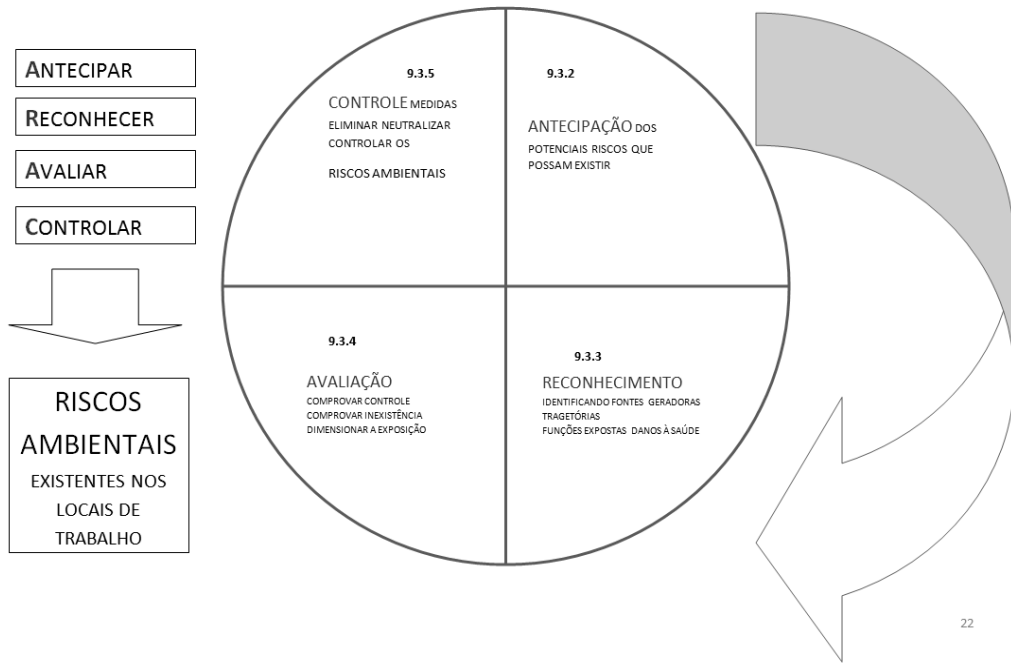 ANTECIPAR
RECONHECER
AVALIAR
CONTROLAR
RISCOS
AMBIENTAIS
EXISTENTES NOS
LOCAIS DE
TRABALHO
9.3.5
CONTROLE MEDIDAS
ELIMINAR NEUTRALIZAR
CONTROLAR OS
RISCOS AMBIENTAIS
9.3.2
ANTECIPAÇÃO DOS
POTENCIAIS RISCOS QUE
POSSAM EXISTIR
9.3.4
AVALIAÇÃO
COMPROVAR CONTROLE
COMPROVAR INEXISTÊNCIA
DIMENSIONAR A EXPOSIÇÃO
9.3.3
RECONHECIMENTO
IDENTIFICANDO FONTES GERADORAS
TRAGETÓRIAS
FUNÇÕES EXPOSTAS DANOS À SAÚDE
22